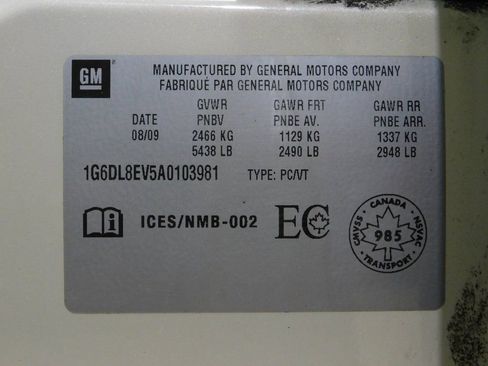 GM
MANUFACTURED BY GENERAL MOTORS COMPANY
FABRIQUÉ PAR GENERAL MOTORS COMPANY
GVWR GAWR FRT GAWR RR
DATE PNBV PNBE AV. PNBE ARR.
08/09 2466 KG 1129 KG 1337 KG
5438 LB 2490 LB 2948 LB
1G6DL8EV5A0103981 TYPE: PC/VT
i ICES/NMB-002 EC
CANADA
CMVSS 985 NSVAC
TRANSPORT